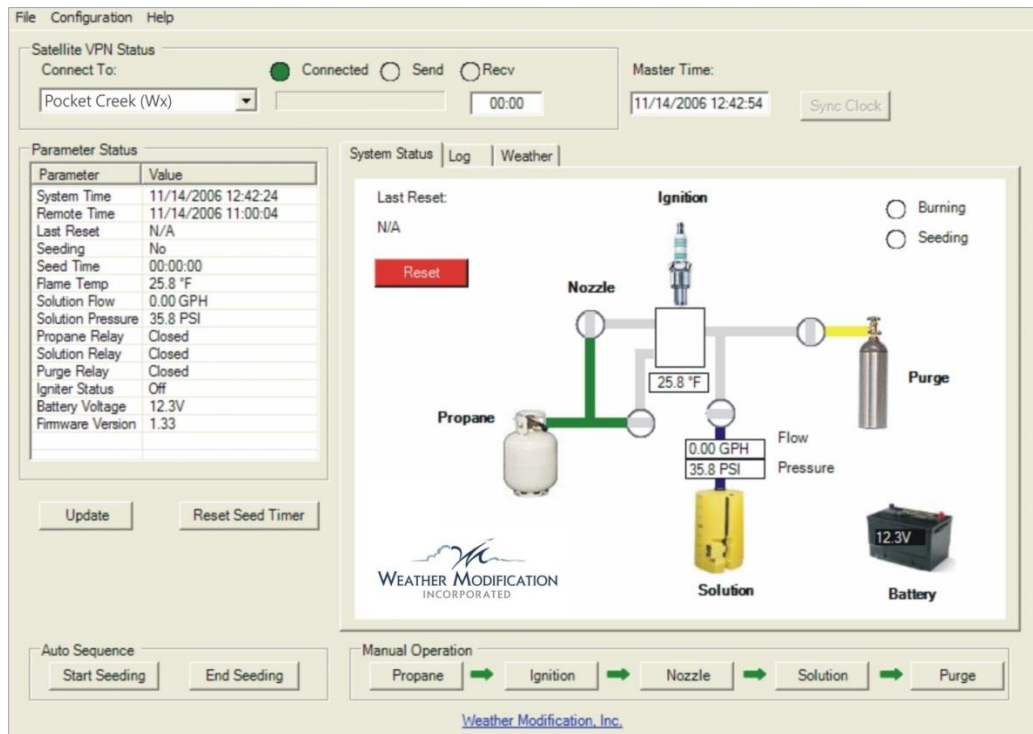 File Configuration Help
Satellite VPN Status
Connect To:
Connected Send Recv
Pocket Creek (Wx)
00:00
Master Time:
11/14/2006 12:42:54
Sync Clock
Parameter Status
Parameter Value
System Time 11/14/2006 12:42:24
Remote Time 11/14/2006 11:00:04
Last Reset N/A
Seeding No
Seed Time 00:00:00
Flame Temp 25.8 °F
Solution Flow 0.00 GPH
Solution Pressure 35.8 PSI
Propane Relay Closed
Solution Relay Closed
Purge Relay Closed
Igniter Status Off
Battery Voltage 12.3V
Firmware Version 1.33
Update
Reset Seed Timer
System Status Log Weather
Last Reset:
N/A
Reset
Ignition
Burning
Seeding
Nozzle
25.8 °F
Purge
Propane
0.00 GPH Flow
35.8 PSI Pressure
12.3V
WEATHER MODIFICATION
INCORPORATED
Solution
Battery
Auto Sequence
Start Seeding
End Seeding
Manual Operation
Propane Ignition Nozzle Solution Purge
Weather Modification, Inc.